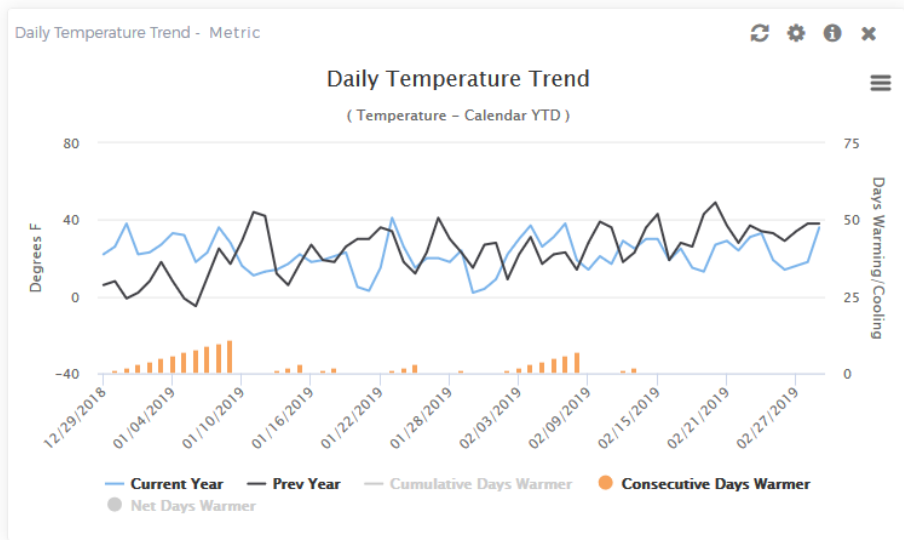 Daily Temperature Trend - Metric
Daily Temperature Trend
( Temperature - Calendar YTD )
80
75
40
50
0
25
-40
0
Degrees F
Days Warming/Cooling
12/29/2018
01/04/2019
01/10/2019
01/16/2019
01/22/2019
01/28/2019
02/03/2019
02/09/2019
02/15/2019
02/21/2019
02/27/2019
Current Year
Prev Year
Cumulative Days Warmer
Consecutive Days Warmer
Net Days Warmer